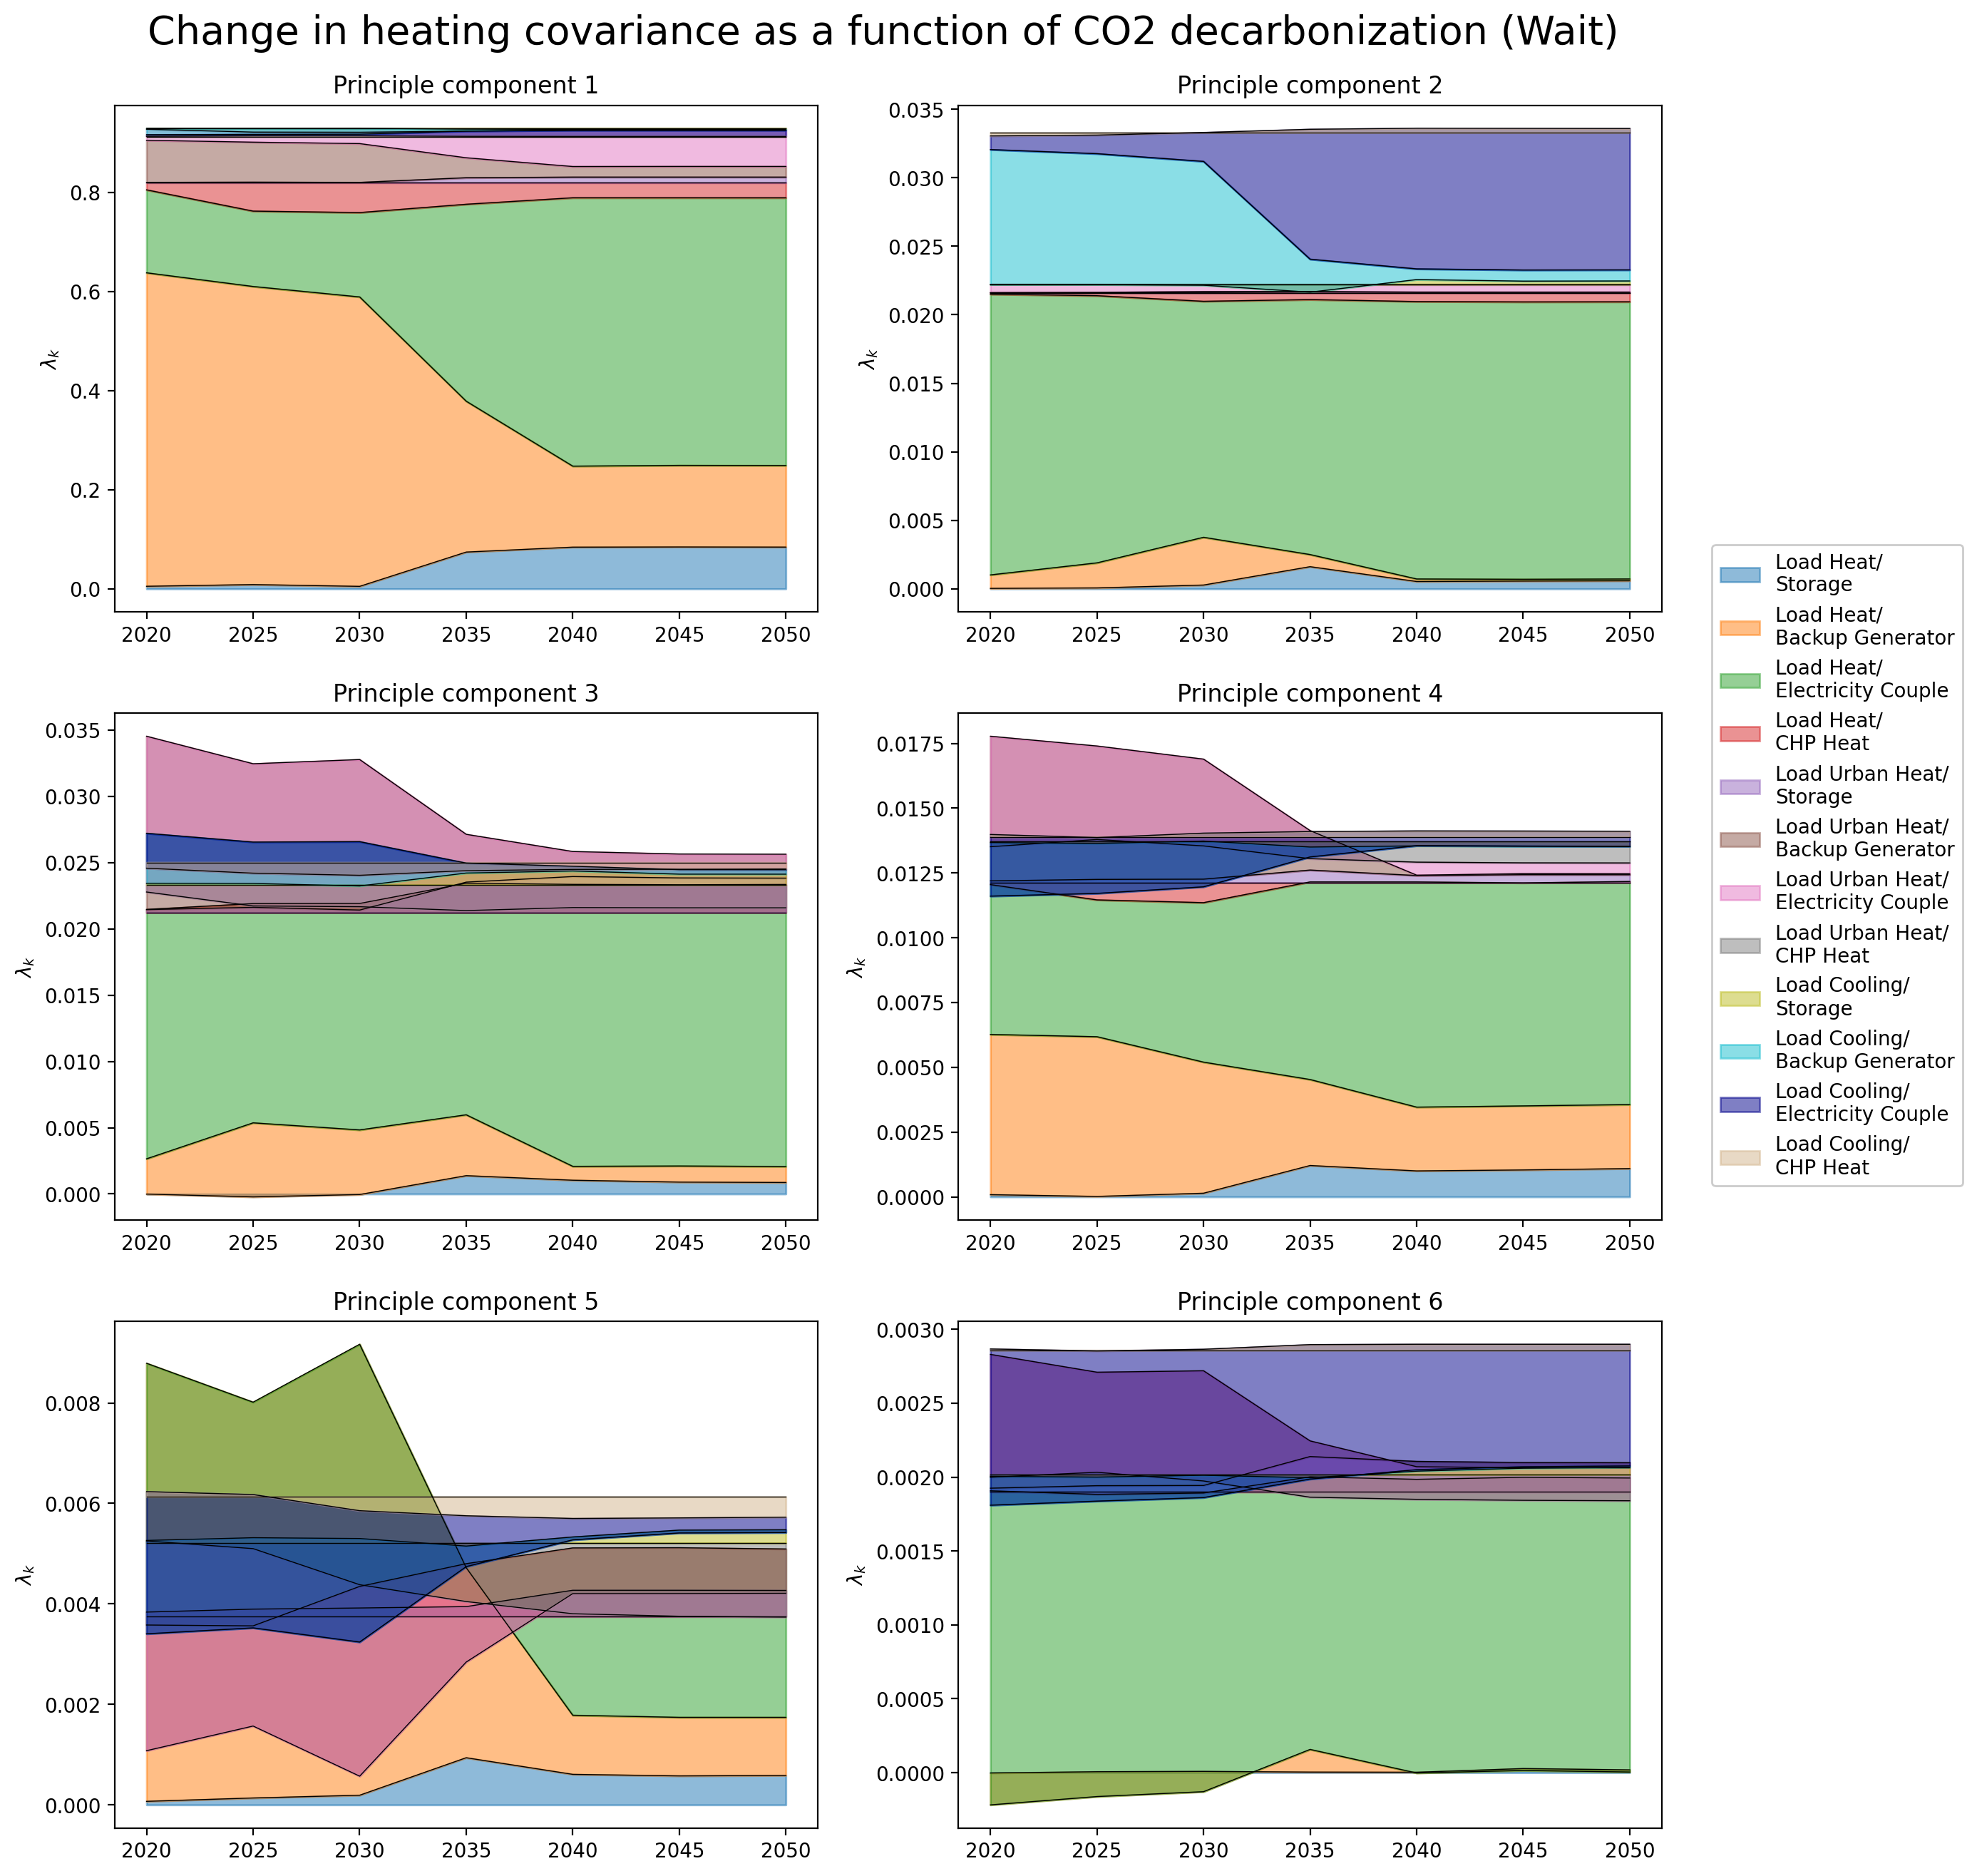 Change in heating covariance as a function of CO2 decarbonization (Wait)
Principle component 1
λk
0.8
0.6
0.4
0.2
0.0
2020 2025 2030 2035 2040 2045 2050
Principle component 2
λk
0.035
0.030
0.025
0.020
0.015
0.010
0.005
0.000
2020 2025 2030 2035 2040 2045 2050
Principle component 3
λk
0.035
0.030
0.025
0.020
0.015
0.010
0.005
0.000
2020 2025 2030 2035 2040 2045 2050
Principle component 4
λk
0.0175
0.0150
0.0125
0.0100
0.0075
0.0050
0.0025
0.0000
2020 2025 2030 2035 2040 2045 2050
Principle component 5
λk
0.008
0.006
0.004
0.002
0.000
2020 2025 2030 2035 2040 2045 2050
Principle component 6
λk
0.0030
0.0025
0.0020
0.0015
0.0010
0.0005
0.0000
2020 2025 2030 2035 2040 2045 2050
Load Heat/
Storage
Load Heat/
Backup Generator
Load Heat/
Electricity Couple
Load Heat/
CHP Heat
Load Urban Heat/
Storage
Load Urban Heat/
Backup Generator
Load Urban Heat/
Electricity Couple
Load Urban Heat/
CHP Heat
Load Cooling/
Storage
Load Cooling/
Backup Generator
Load Cooling/
Electricity Couple
Load Cooling/
CHP Heat